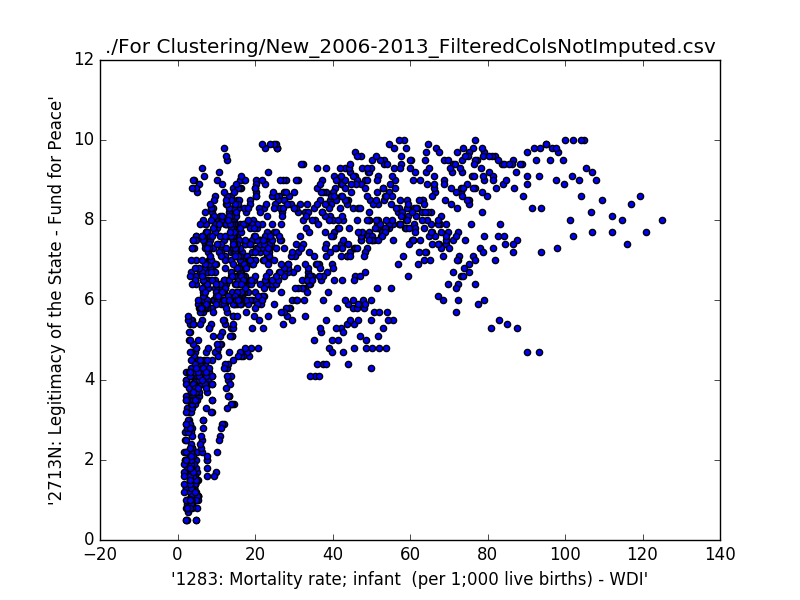 ./For Clustering/New_2006-2013_FilteredColsNotImputed.csv
'2713N: Legitimacy of the State - Fund for Peace'
12
10
8
6
4
2
0
−20 0 20 40 60 80 100 120 140
'1283: Mortality rate; infant  (per 1;000 live births) - WDI'